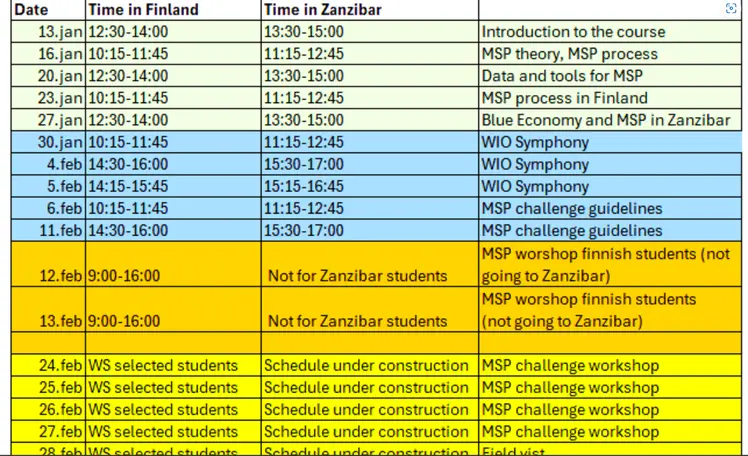 Date Time in Finland Time in Zanzibar
13.jan 12:30-14:00 13:30-15:00 Introduction to the course
16.jan 10:15-11:45 11:15-12:45 MSP theory, MSP process
20.jan 12:30-14:00 13:30-15:00 Data and tools for MSP
23.jan 10:15-11:45 11:15-12:45 MSP process in Finland
27.jan 12:30-14:00 13:30-15:00 Blue Economy and MSP in Zanzibar
30.jan 10:15-11:45 11:15-12:45 WIO Symphony
4.feb 14:30-16:00 15:30-17:00 WIO Symphony
5.feb 14:15-15:45 15:15-16:45 WIO Symphony
6.feb 10:15-11:45 11:15-12:45 MSP challenge guidelines
11.feb 14:30-16:00 15:30-17:00 MSP challenge guidelines
MSP worshop finnish students (not
12.feb 9:00-16:00 Not for Zanzibar students going to Zanzibar)
MSP worshop finnish students
13.feb 9:00-16:00 Not for Zanzibar students (not going to Zanzibar)
24.feb WS selected students Schedule under construction MSP challenge workshop
25.feb WS selected students Schedule under construction MSP challenge workshop
26.feb WS selected students Schedule under construction MSP challenge workshop
27.feb WS selected students Schedule under construction MSP challenge workshop
28.feb WS selected students Schedule under construction Field vist